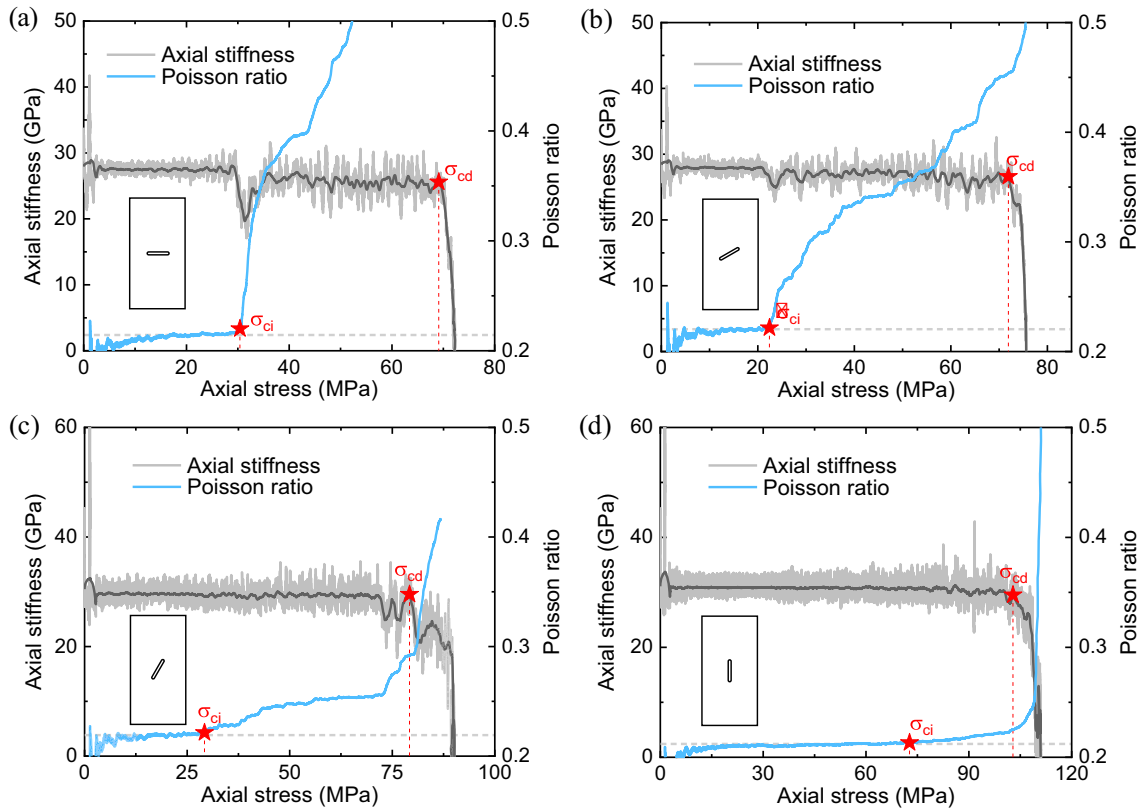 (a)
Axial stiffness
Poisson ratio
σci
σcd
50
40
30
20
10
0
Axial stiffness (GPa)
0.5
0.4
0.3
0.2
Poisson ratio
0
20
40
60
80
Axial stress (MPa)
(b)
Axial stiffness
Poisson ratio
σci
σcd
50
40
30
20
10
0
Axial stiffness (GPa)
0.5
0.4
0.3
0.2
Poisson ratio
0
20
40
60
80
Axial stress (MPa)
(c)
Axial stiffness
Poisson ratio
σci
σcd
60
40
20
0
Axial stiffness (GPa)
0.5
0.4
0.3
0.2
Poisson ratio
0
25
50
75
100
Axial stress (MPa)
(d)
Axial stiffness
Poisson ratio
σci
σcd
60
40
20
0
Axial stiffness (GPa)
0.5
0.4
0.3
0.2
Poisson ratio
0
30
60
90
120
Axial stress (MPa)